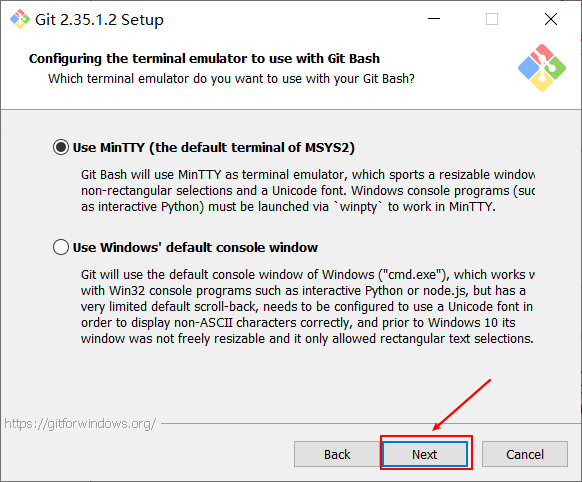 Git 2.35.1.2 Setup
Configuring the terminal emulator to use with Git Bash
Which terminal emulator do you want to use with your Git Bash?
Use MinTTY (the default terminal of MSYS2)
Git Bash will use MinTTY as terminal emulator, which sports a resizable window
non-rectangular selections and a Unicode font. Windows console programs (suc
as interactive Python) must be launched via `winpty` to work in MinTTY.
Use Windows' default console window
Git will use the default console window of Windows ("cmd.exe"), which works w
with Win32 console programs such as interactive Python or node.js, but has a
very limited default scroll-back, needs to be configured to use a Unicode font in
order to display non-ASCII characters correctly, and prior to Windows 10 its
window was not freely resizable and it only allowed rectangular text selections.
https://gitforwindows.org/
Back Next Cancel